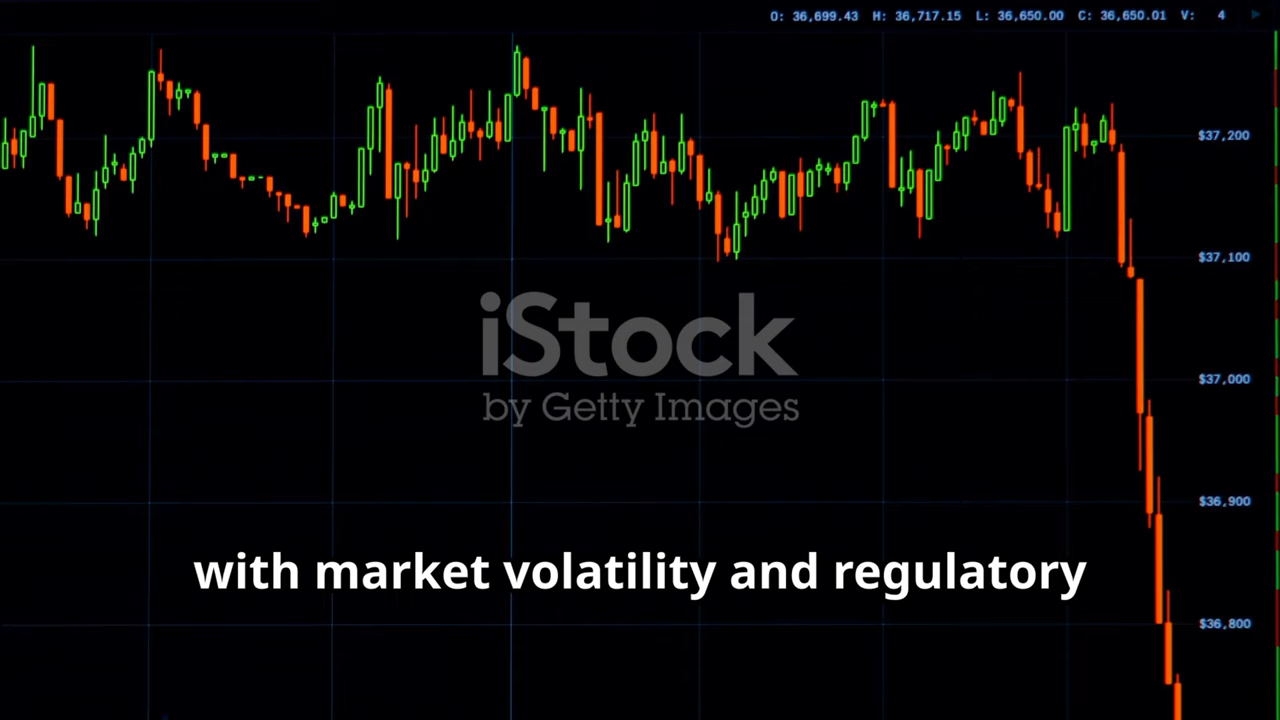 O: 36,699.43 H: 36,717.15 L: 36,650.00 C: 36,650.01 V: 4
$37,200
$37,100
iStock
by Getty Images
$37,000
$36,900
with market volatility and regulatory
$36,800